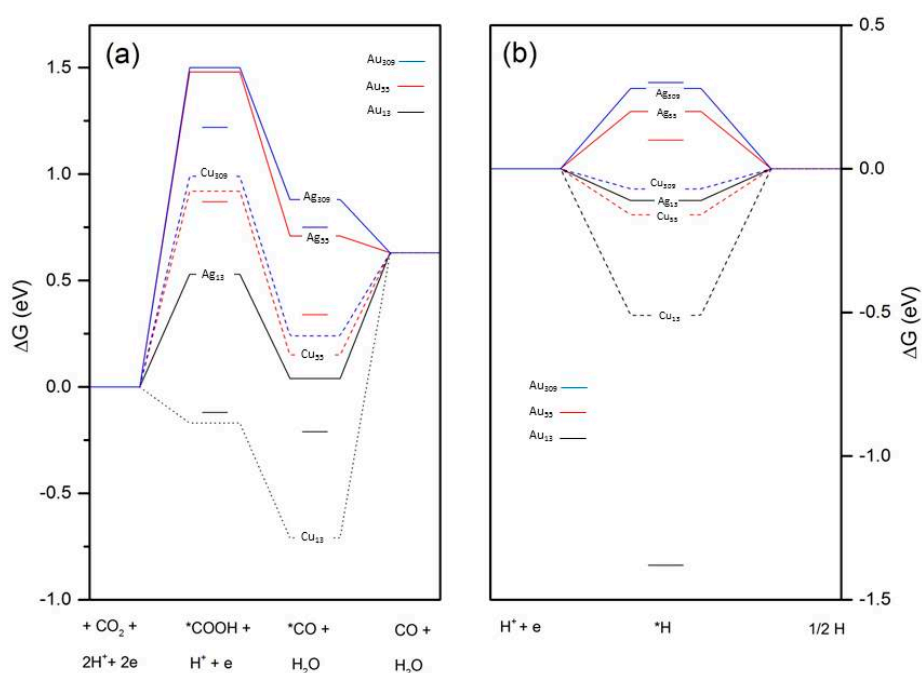 (a)
Au₃₀₉
Au₅₅
Au₁₃
1.5
1.0
0.5
0.0
-0.5
-1.0
ΔG (eV)
Cu₃₀₉
Ag₁₃
Ag₃₀₉
Ag₅₅
Cu₅₅
Cu₁₃
+ CO₂ +
2H⁺+ 2e
*COOH +
H⁺ + e
*CO +
H₂O
CO +
H₂O
(b)
Ag₃₀₉
Ag₅₅
Cu₃₀₉
Ag₁₃
Cu₅₅
Cu₁₃
Au₃₀₉
Au₅₅
Au₁₃
0.5
0.0
-0.5
-1.0
-1.5
ΔG (eV)
H⁺ + e
*H
1/2 H